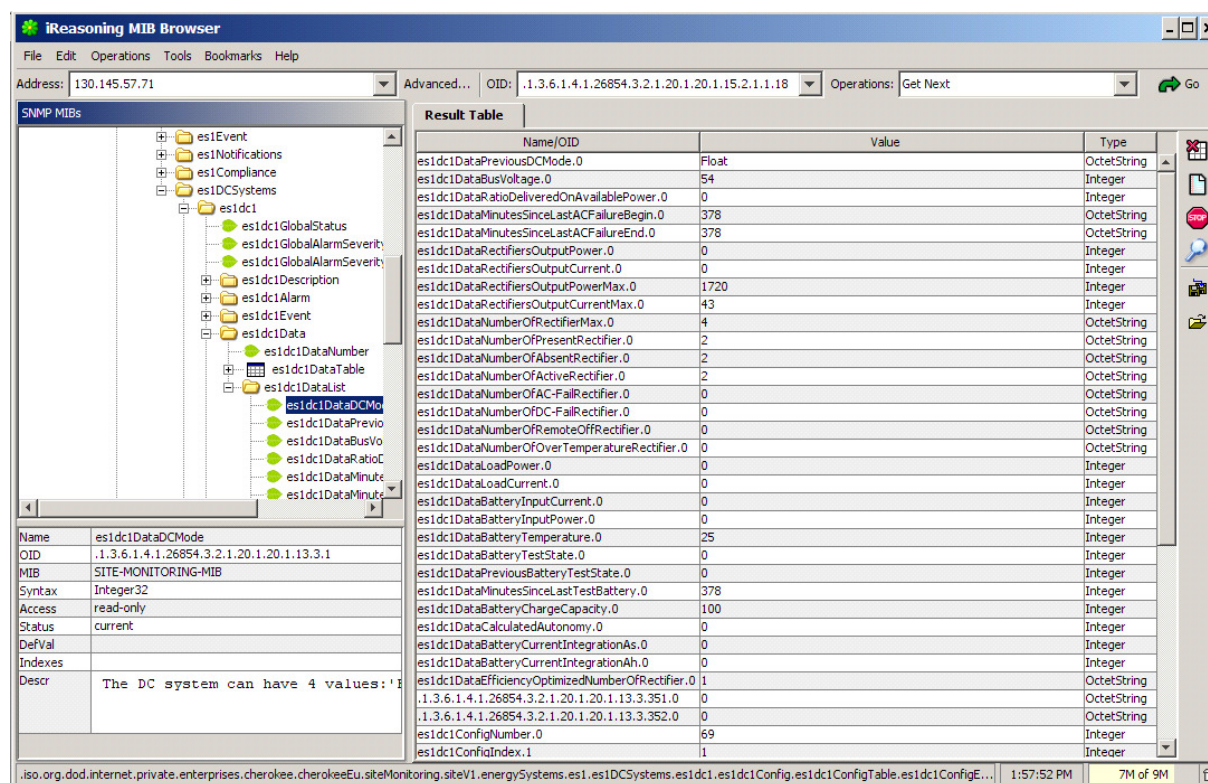 iReasoning MIB Browser
File Edit Operations Tools Bookmarks Help
Address: 130.145.57.71 Advanced... OID: .1.3.6.1.4.1.26854.3.2.1.20.1.20.1.15.2.1.1.18 Operations: Get Next Go
SNMP MIBs
es1Event
es1Notifications
es1Compliance
es1DCSystems
es1dc1
es1dc1GlobalStatus
es1dc1GlobalAlarmSeverity
es1dc1GlobalAlarmSeverity
es1dc1Description
es1dc1Alarm
es1dc1Event
es1dc1Data
es1dc1DataNumber
es1dc1DataTable
es1dc1DataList
es1dc1DataDCMo
es1dc1DataPrevio
es1dc1DataBusVo
es1dc1DataRatioD
es1dc1DataMinute
es1dc1DataMinute
Name es1dc1DataDCMode
OID .1.3.6.1.4.1.26854.3.2.1.20.1.20.1.13.3.1
MIB SITE-MONITORING-MIB
Syntax Integer32
Access read-only
Status current
DefVal
Indexes
Descr The DC system can have 4 values:'
Result Table
Name/OID Value Type
es1dc1DataPreviousDCMode.0 Float OctetString
es1dc1DataBusVoltage.0 54 Integer
es1dc1DataRatioDeliveredOnAvailablePower.0 0 Integer
es1dc1DataMinutesSinceLastACFailureBegin.0 378 OctetString
es1dc1DataMinutesSinceLastACFailureEnd.0 378 OctetString
es1dc1DataRectifiersOutputPower.0 0 Integer
es1dc1DataRectifiersOutputCurrent.0 0 Integer
es1dc1DataRectifiersOutputPowerMax.0 1720 Integer
es1dc1DataRectifiersOutputCurrentMax.0 43 Integer
es1dc1DataNumberOfRectifierMax.0 4 OctetString
es1dc1DataNumberOfPresentRectifier.0 2 OctetString
es1dc1DataNumberOfAbsentRectifier.0 2 OctetString
es1dc1DataNumberOfActiveRectifier.0 2 OctetString
es1dc1DataNumberOfAC-FailRectifier.0 0 OctetString
es1dc1DataNumberOfDC-FailRectifier.0 0 OctetString
es1dc1DataNumberOfRemoteOffRectifier.0 0 OctetString
es1dc1DataNumberOfOverTemperatureRectifier.0 0 OctetString
es1dc1DataLoadPower.0 0 Integer
es1dc1DataLoadCurrent.0 0 Integer
es1dc1DataBatteryInputCurrent.0 0 Integer
es1dc1DataBatteryInputPower.0 0 Integer
es1dc1DataBatteryTemperature.0 25 Integer
es1dc1DataBatteryTestState.0 0 Integer
es1dc1DataPreviousBatteryTestState.0 0 Integer
es1dc1DataMinutesSinceLastTestBattery.0 378 Integer
es1dc1DataBatteryChargeCapacity.0 100 Integer
es1dc1DataCalculatedAutonomy.0 0 Integer
es1dc1DataBatteryCurrentIntegrationAs.0 0 Integer
es1dc1DataBatteryCurrentIntegrationAh.0 0 Integer
es1dc1DataEfficiencyOptimizedNumberOfRectifier.0 1 OctetString
.1.3.6.1.4.1.26854.3.2.1.20.1.20.1.13.3.351.0 0 OctetString
.1.3.6.1.4.1.26854.3.2.1.20.1.20.1.13.3.352.0 0 OctetString
es1dc1ConfigNumber.0 69 Integer
es1dc1ConfigIndex.1 1 Integer
STOP
.iso.org.dod.internet.private.enterprises.cherokee.cherokeeEu.siteMonitoring.siteV1.energySystems.es1.es1DCSystems.es1dc1.es1dc1Config.es1dc1ConfigTable.es1dc1ConfigE... 1:57:52 PM 7M of 9M